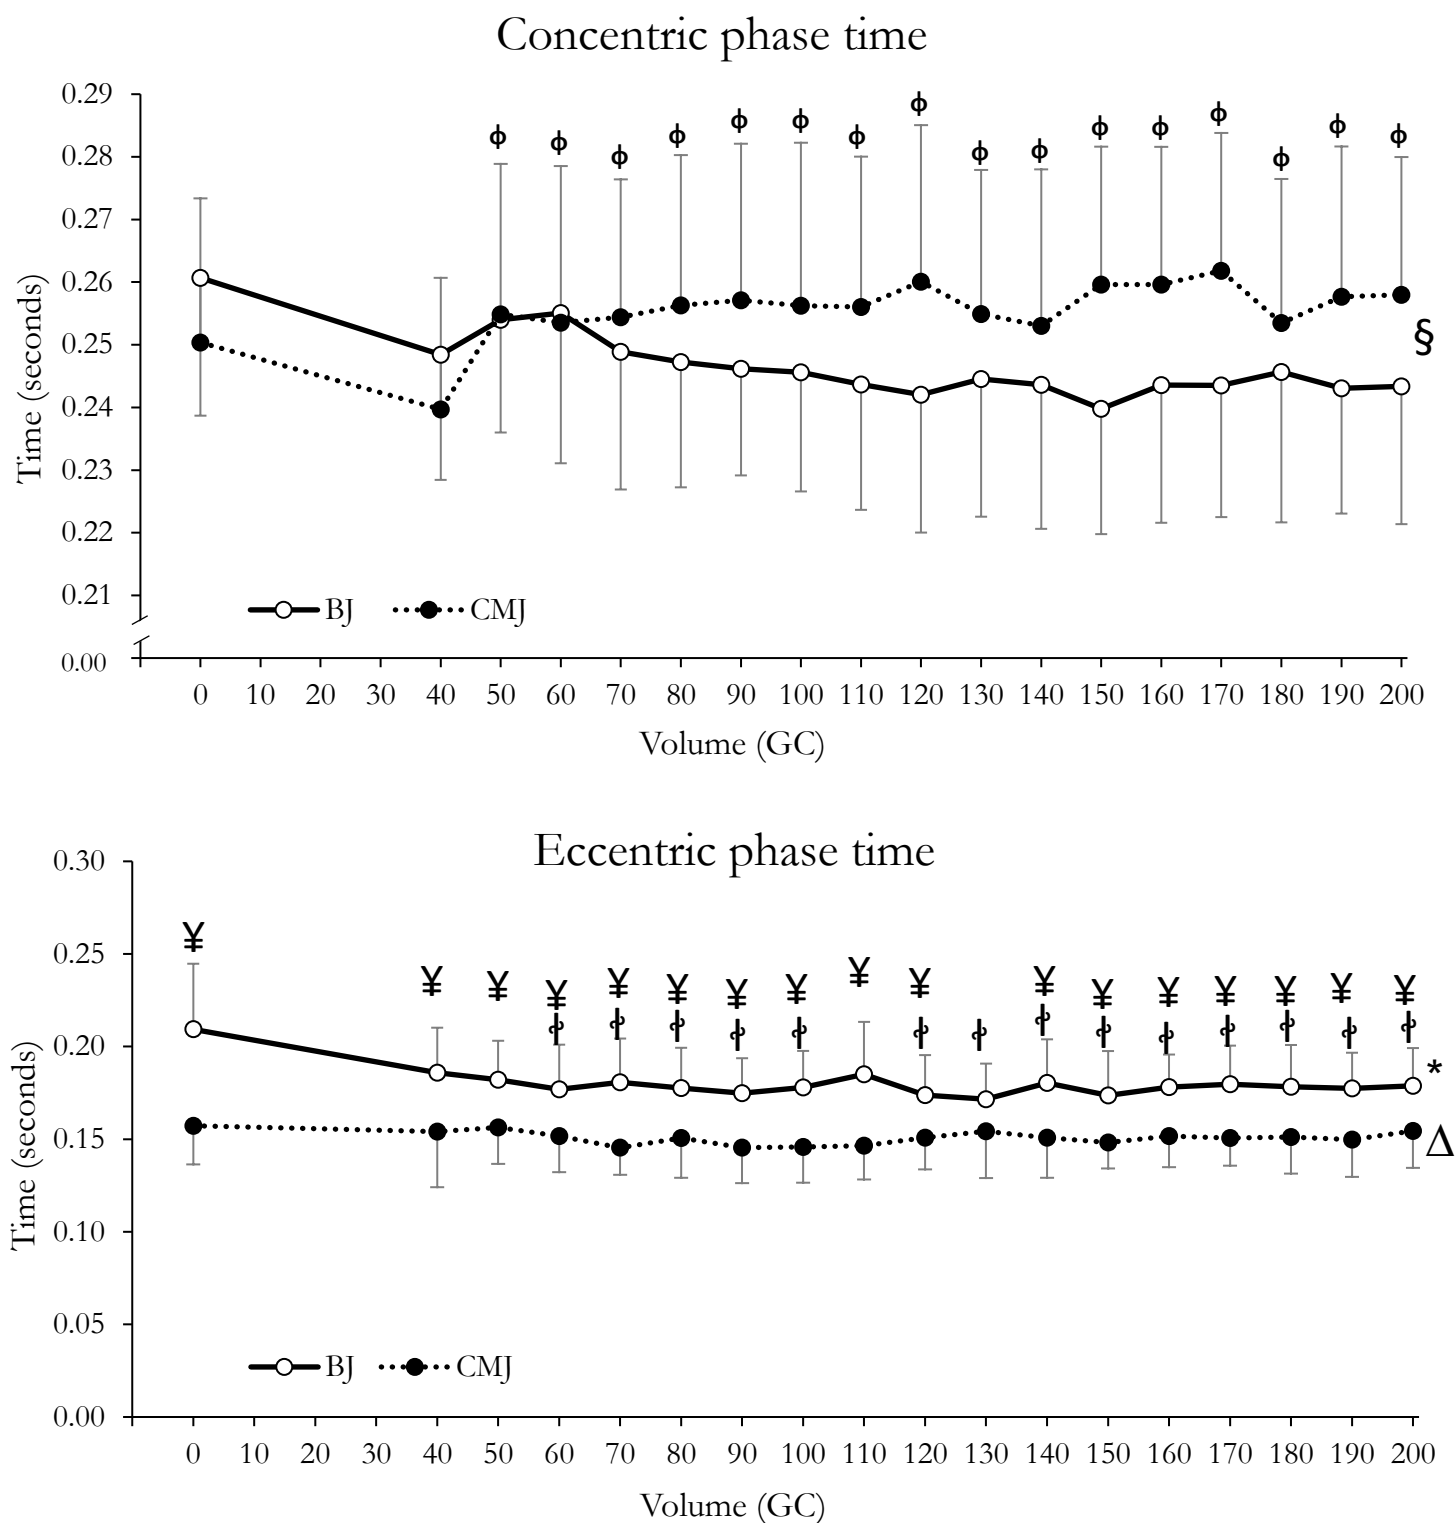 Concentric phase time
0.29
0.28
0.27
0.26
0.25
0.24
0.23
0.22
0.21
0.00
Time (seconds)
ϕ ϕ ϕ ϕ ϕ ϕ ϕ ϕ ϕ ϕ ϕ ϕ ϕ ϕ ϕ ϕ
§
BJ CMJ
0 10 20 30 40 50 60 70 80 90 100 110 120 130 140 150 160 170 180 190 200
Volume (GC)
Eccentric phase time
0.30
0.25
0.20
0.15
0.10
0.05
0.00
Time (seconds)
¥ ¥ ¥ ¥ ¥ ¥ ¥ ¥ ¥ ¥ ¥ ¥ ¥ ¥ ¥ ¥ ¥
*
Δ
BJ CMJ
0 10 20 30 40 50 60 70 80 90 100 110 120 130 140 150 160 170 180 190 200
Volume (GC)